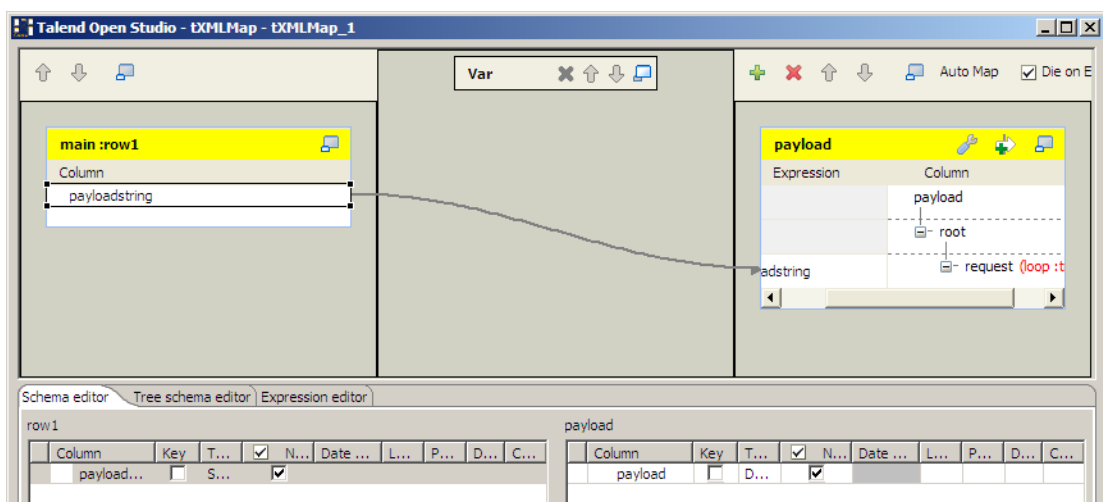 Talend Open Studio - tXMLMap - tXMLMap_1
Var
Auto Map Die on E
main :row1
Column
payloadstring
payload
Expression Column
payload
root
adstring request (loop :t
Schema editor Tree schema editor Expression editor
row1 payload
Column Key T... N... Date ... L... P... D... C... Column Key T... N... Date ... L... P... D... C...
payload... S... payload D...